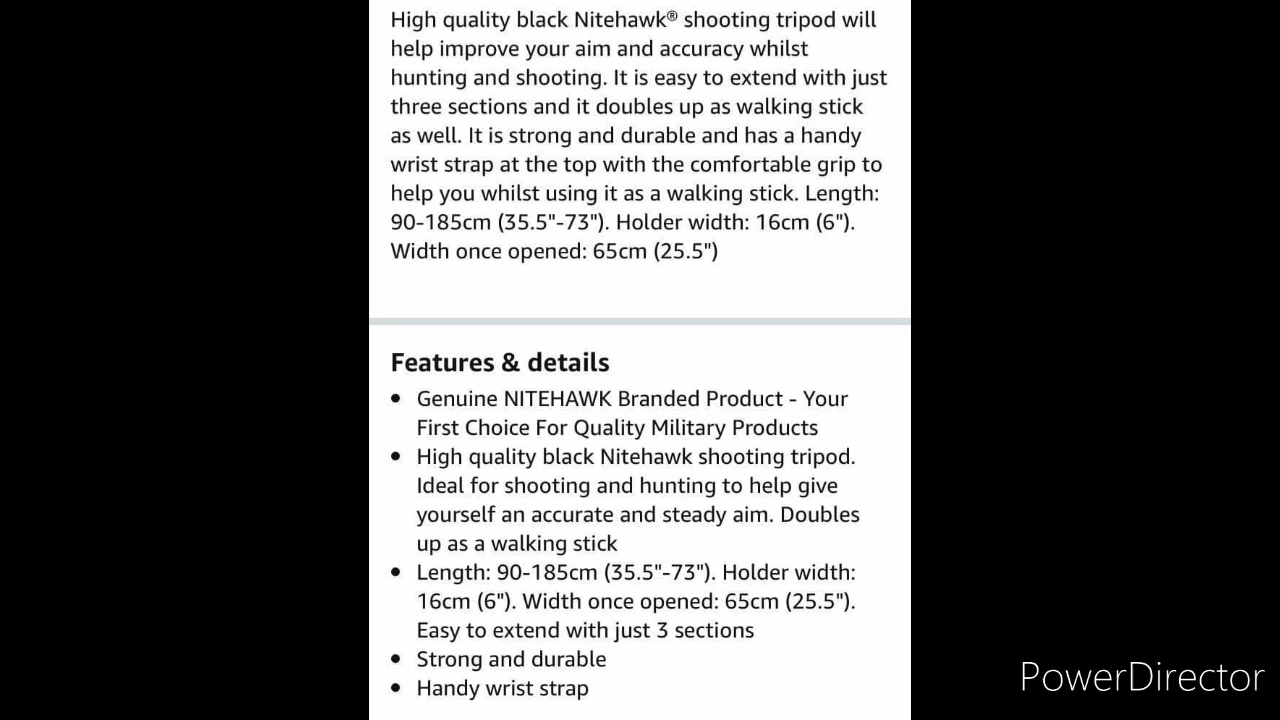 High quality black Nitehawk® shooting tripod will
help improve your aim and accuracy whilst
hunting and shooting. It is easy to extend with just
three sections and it doubles up as walking stick
as well. It is strong and durable and has a handy
wrist strap at the top with the comfortable grip to
help you whilst using it as a walking stick. Length:
90-185cm (35.5"-73"). Holder width: 16cm (6").
Width once opened: 65cm (25.5")
Features & details
• Genuine NITEHAWK Branded Product - Your
First Choice For Quality Military Products
• High quality black Nitehawk shooting tripod.
Ideal for shooting and hunting to help give
yourself an accurate and steady aim. Doubles
up as a walking stick
• Length: 90-185cm (35.5"-73"). Holder width:
16cm (6"). Width once opened: 65cm (25.5").
Easy to extend with just 3 sections
• Strong and durable
• Handy wrist strap
PowerDirector